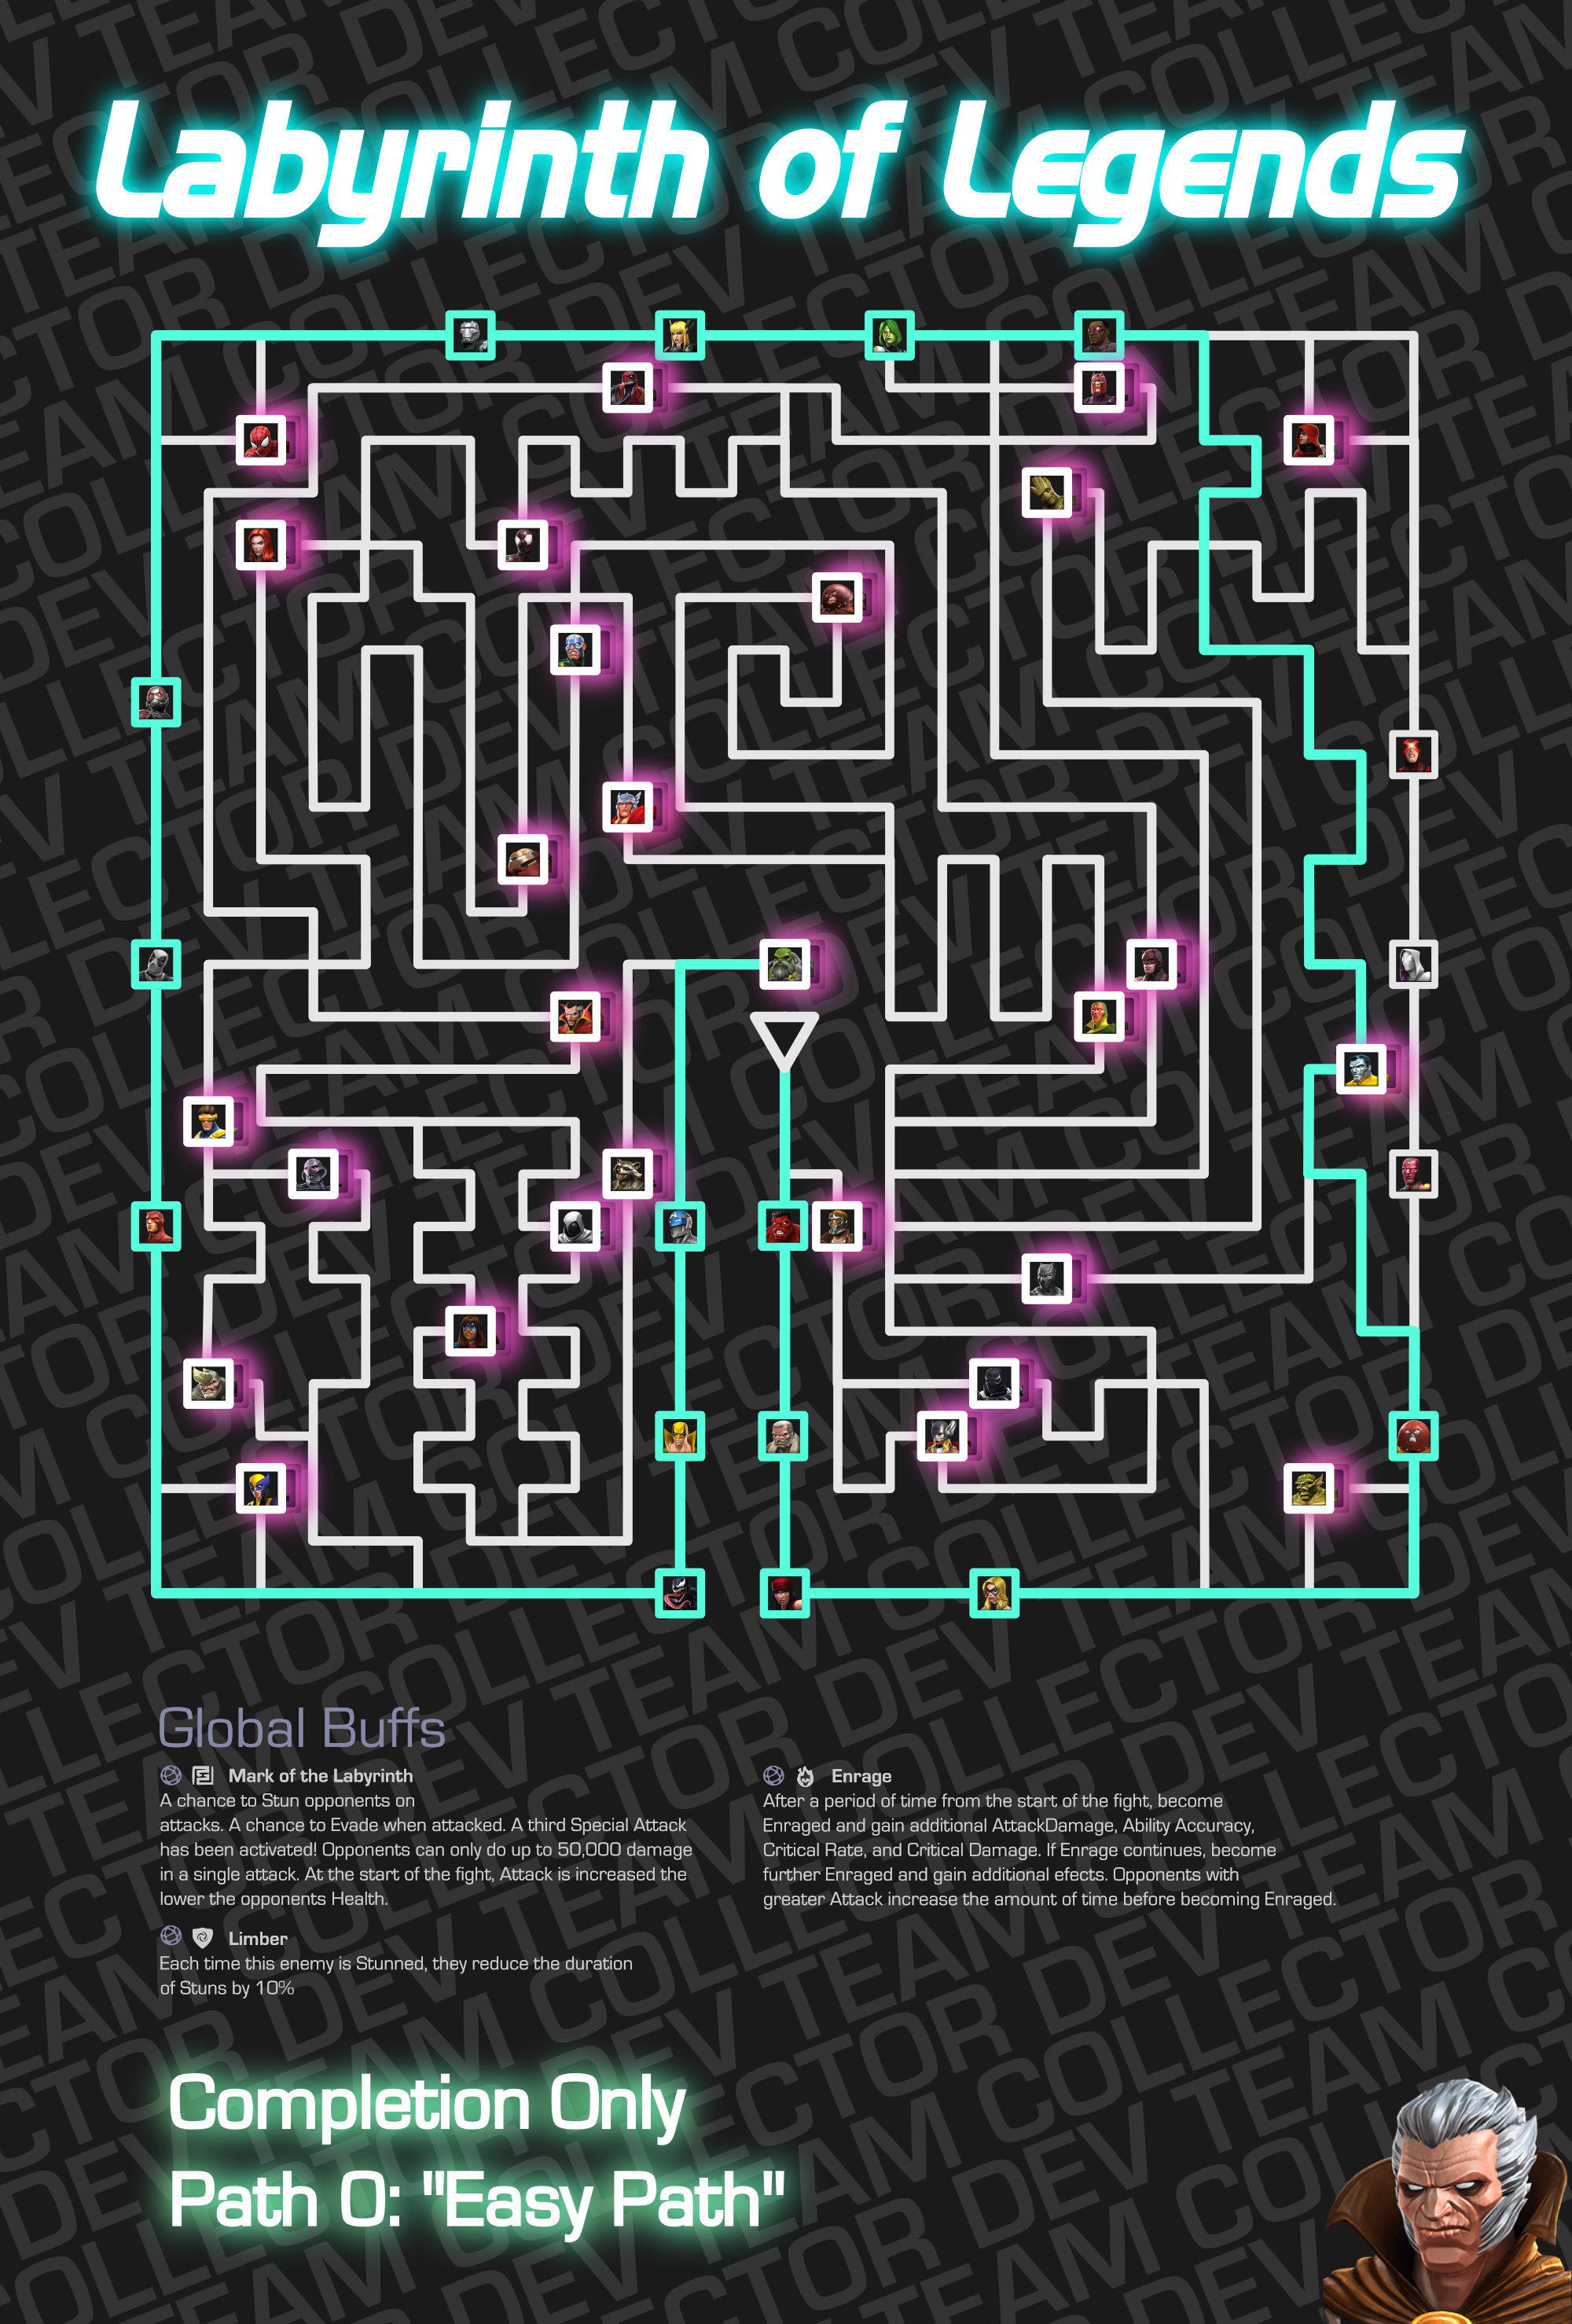 Labyrinth of Legends
Global Buffs
Mark of the Labyrinth
A chance to Stun opponents on
attacks. A chance to Evade when attacked. A third Special Attack
has been activated! Opponents can only do up to 50,000 damage
in a single attack. At the start of the fight, Attack is increased the
lower the opponents Health.
Limber
Each time this enemy is Stunned, they reduce the duration
of Stuns by 10%
Enrage
After a period of time from the start of the fight, become
Enraged and gain additional AttackDamage, Ability Accuracy,
Critical Rate, and Critical Damage. If Enrage continues, become
further Enraged and gain additional efects. Opponents with
greater Attack increase the amount of time before becoming Enraged.
Completion Only
Path 0: "Easy Path"
COLLECTOR DEV TEAM